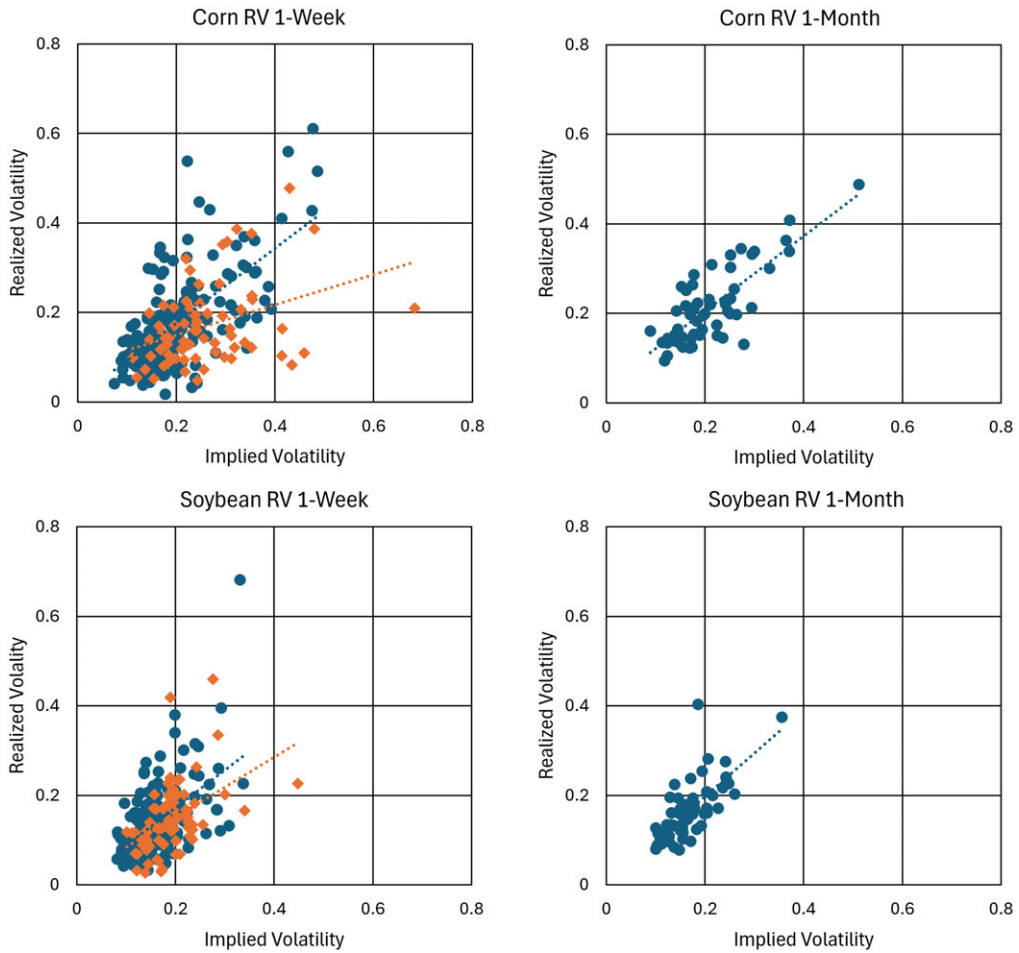 Corn RV 1-Week
0.8
0.6
0.4
0.2
0
0 0.2 0.4 0.6 0.8
Realized Volatility
Implied Volatility
Corn RV 1-Month
0.8
0.6
0.4
0.2
0
0 0.2 0.4 0.6 0.8
Realized Volatility
Implied Volatility
Soybean RV 1-Week
0.8
0.6
0.4
0.2
0
0 0.2 0.4 0.6 0.8
Realized Volality
Implied Volatility
Soybean RV 1-Month
0.8
0.6
0.4
0.2
0
0 0.2 0.4 0.6 0.8
Realized Volatility
Implied Volatility